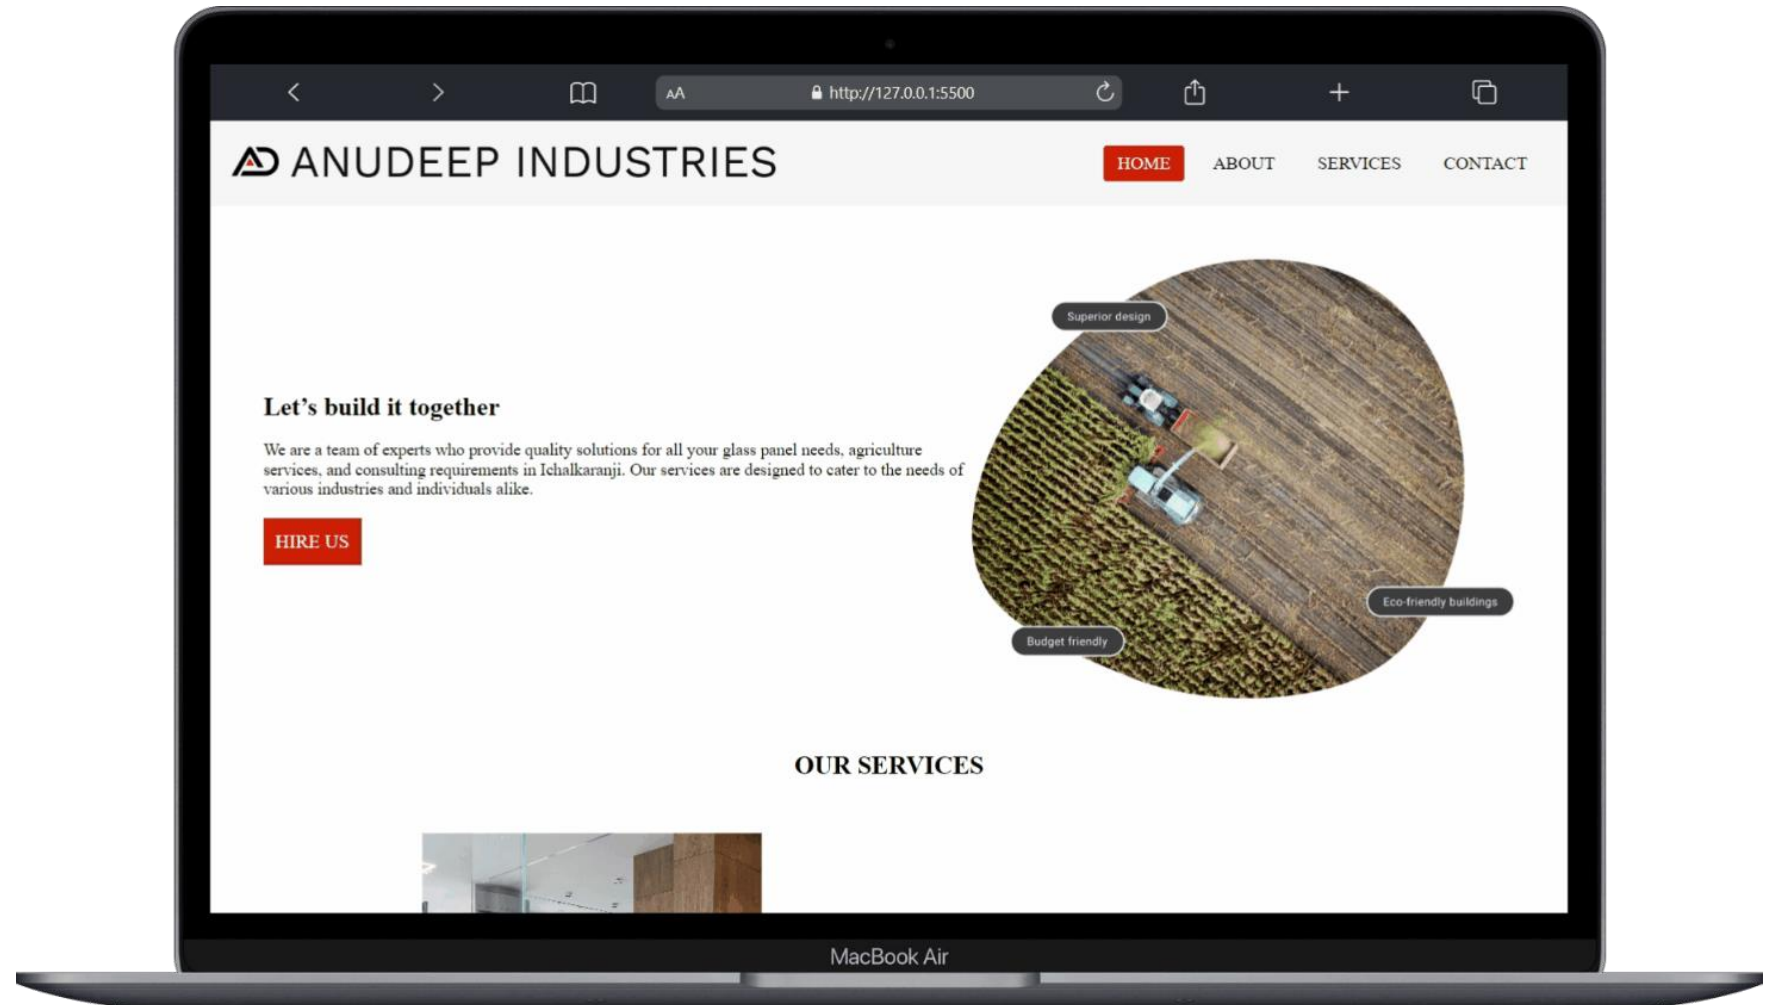 AA
http://127.0.0.1:5500
AD ANUDEEP INDUSTRIES
HOME ABOUT SERVICES CONTACT
Superior design
Let’s build it together
We are a team of experts who provide quality solutions for all your glass panel needs, agriculture
services, and consulting requirements in Ichalkaranji. Our services are designed to cater to the needs of
various industries and individuals alike.
HIRE US
Eco-friendly buildings
Budget friendly
OUR SERVICES
MacBook Air